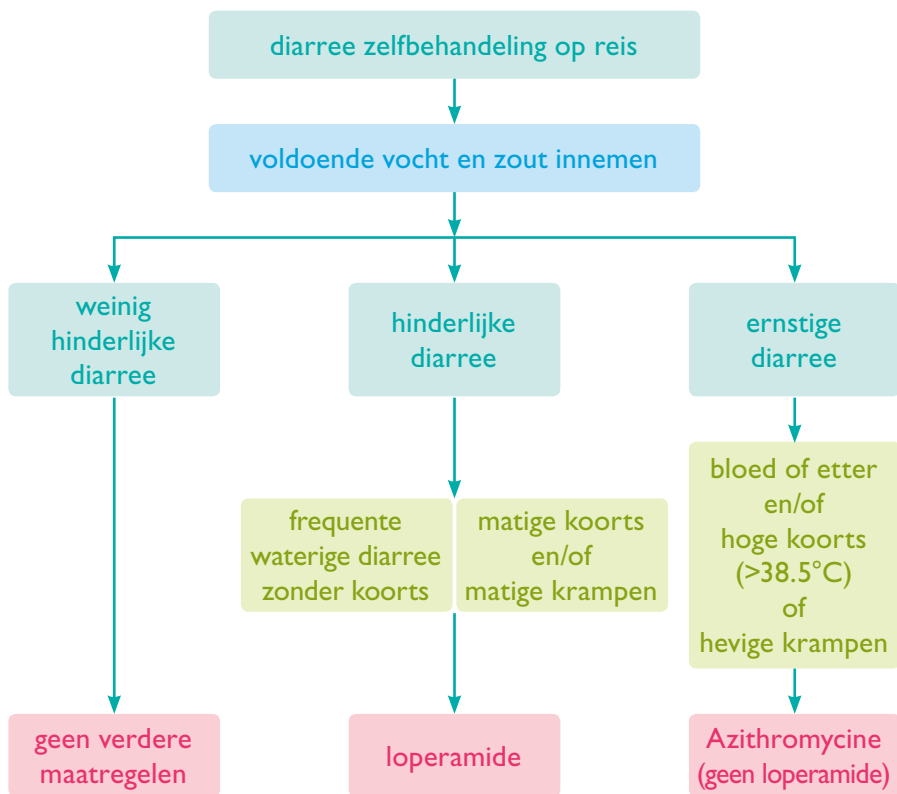 diarree zelfbehandeling op reis
voldoende vocht en zout innemen
weinig
hinderlijke
diarree
hinderlijke
diarree
ernstige
diarree
frequente
waterige diarree
zonder koorts
matige koorts
en/of
matige krampen
bloed of etter
en/of
hoge koorts
(>38.5°C)
of
hevige krampen
geen verdere
maatregelen
loperamide
Azithromycine
(geen loperamide)